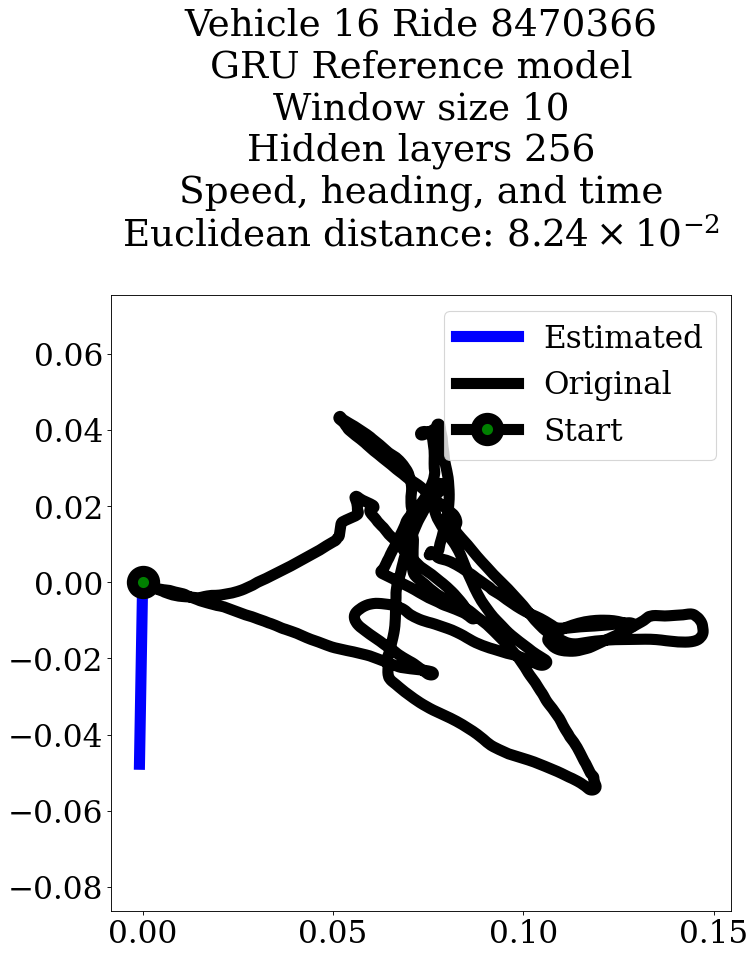 Vehicle 16 Ride 8470366
GRU Reference model
Window size 10
Hidden layers 256
Speed, heading, and time
Euclidean distance: 8.24 × 10⁻²
Estimated
Original
Start
0.06
0.04
0.02
0.00
−0.02
−0.04
−0.06
−0.08
0.00 0.05 0.10 0.15